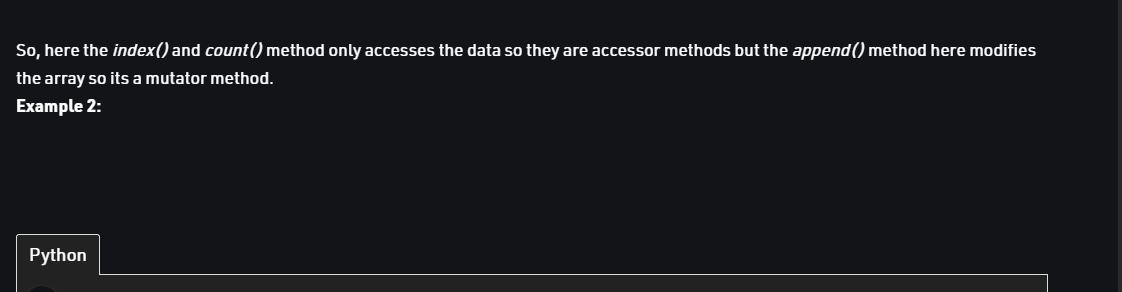 So, here the index() and count() method only accesses the data so they are accessor methods but the append() method here modifies
the array so its a mutator method.
Example 2:
Python